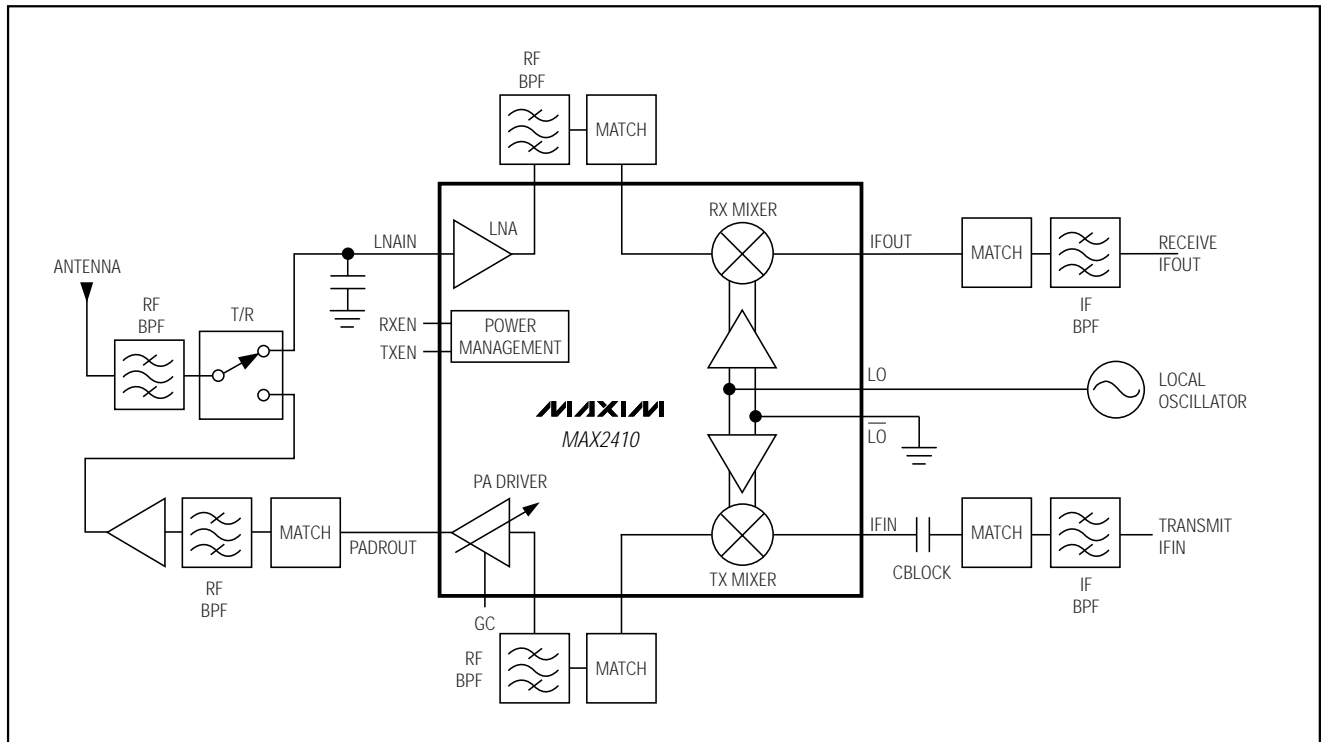 RF
BPF
MATCH
RX MIXER
LNA
LNAIN
IFOUT
MATCH
RECEIVE
IFOUT
IF
BPF
ANTENNA
RF
BPF
T/R
RXEN
TXEN
POWER
MANAGEMENT
LO
LOCAL
OSCILLATOR
MAXIM
MAX2410
LO
PA DRIVER
IFIN
MATCH
TRANSMIT
IFIN
MATCH
PADROUT
CBLOCK
TX MIXER
RF
BPF
IF
BPF
GC
RF
BPF
MATCH